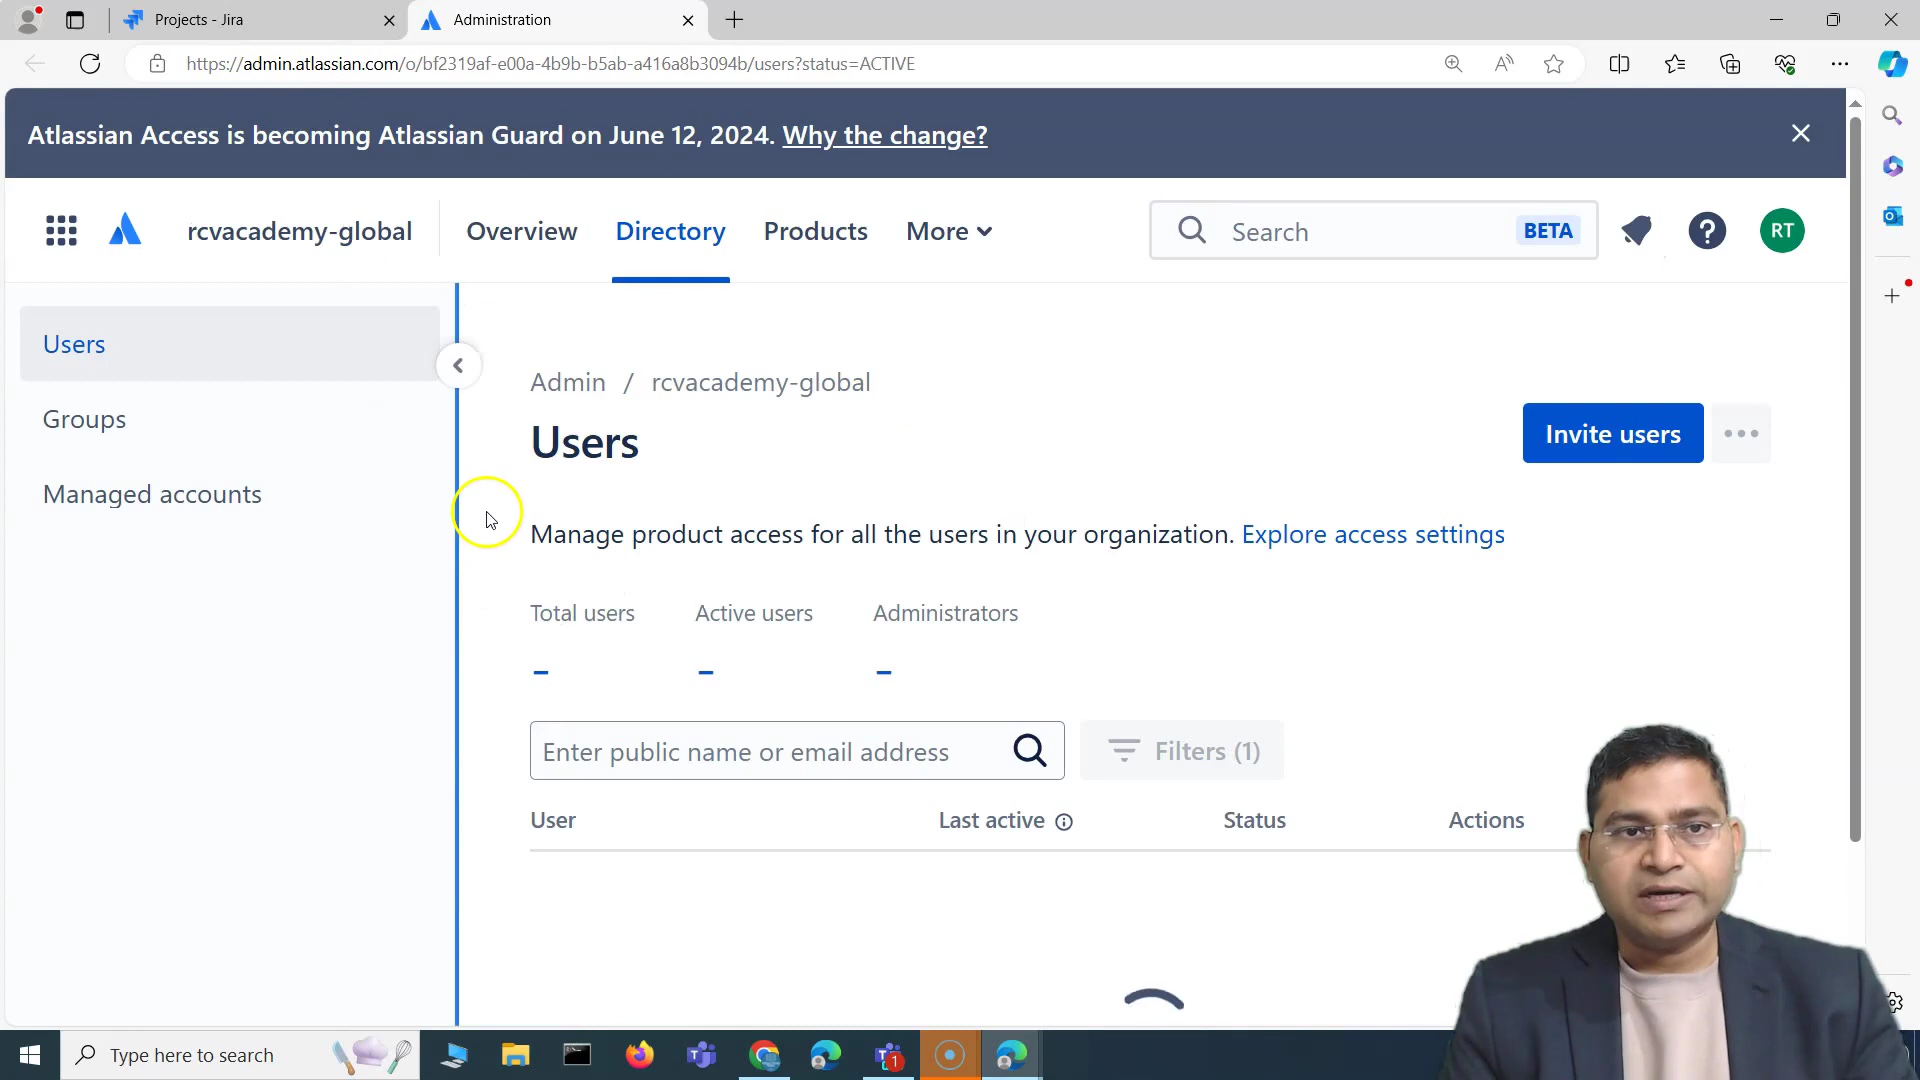 Projects - Jira
Administration
https://admin.atlassian.com/o/bf2319af-e00a-4b9b-b5ab-a416a8b3094b/users?status=ACTIVE
Atlassian Access is becoming Atlassian Guard on June 12, 2024. Why the change?
rcvacademy-global
Overview
Directory
Products
More
Search
BETA
RT
Users
Groups
Managed accounts
Admin / rcvacademy-global
Users
Invite users
Manage product access for all the users in your organization. Explore access settings
Total users
Active users
Administrators
–
–
–
Enter public name or email address
Filters (1)
User
Last active
Status
Actions
Type here to search
1